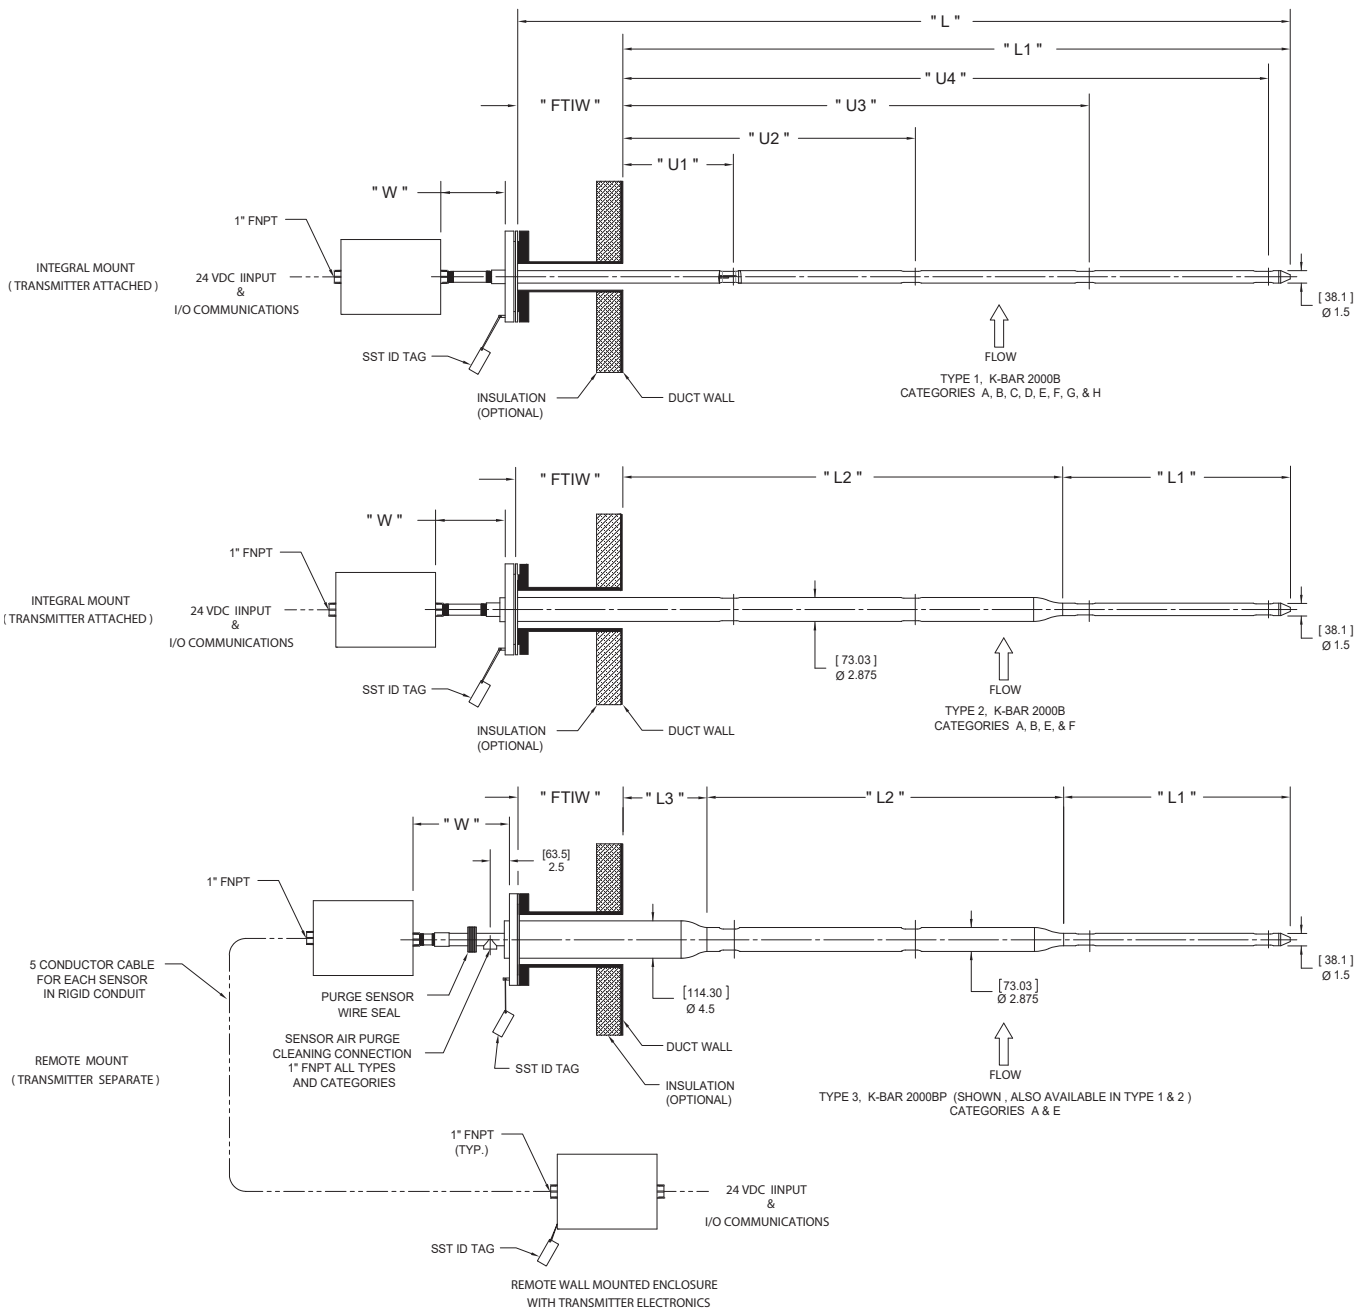 " L "
" L1 "
" U4 "
" FTIW "
" U3 "
" U2 "
" U1 "
" W "
1" FNPT
INTEGRAL MOUNT
( TRANSMITTER ATTACHED )
24 VDC IINPUT
&
I/O COMMUNICATIONS
SST ID TAG
INSULATION
(OPTIONAL)
DUCT WALL
FLOW
[ 38.1 ]
Ø 1.5
TYPE 1, K-BAR 2000B
CATEGORIES A, B, C, D, E, F, G, & H
" FTIW "
" L2 "
" L1 "
" W "
1" FNPT
INTEGRAL MOUNT
( TRANSMITTER ATTACHED )
24 VDC IINPUT
&
I/O COMMUNICATIONS
SST ID TAG
INSULATION
(OPTIONAL)
DUCT WALL
[ 73.03 ]
Ø 2.875
FLOW
[ 38.1 ]
Ø 1.5
TYPE 2, K-BAR 2000B
CATEGORIES A, B, E, & F
" FTIW "
" L3 "
" L2 "
" L1 "
" W "
[63.5]
2.5
1" FNPT
5 CONDUCTOR CABLE
FOR EACH SENSOR
IN RIGID CONDUIT
PURGE SENSOR
WIRE SEAL
SENSOR AIR PURGE
CLEANING CONNECTION
1" FNPT ALL TYPES
AND CATEGORIES
REMOTE MOUNT
( TRANSMITTER SEPARATE )
SST ID TAG
DUCT WALL
INSULATION
(OPTIONAL)
[114.30 ]
Ø 4.5
[73.03 ]
Ø 2.875
[38.1 ]
Ø 1.5
FLOW
TYPE 3, K-BAR 2000BP (SHOWN , ALSO AVAILABLE IN TYPE 1 & 2 )
CATEGORIES A & E
1" FNPT
(TYP.)
24 VDC IINPUT
&
I/O COMMUNICATIONS
SST ID TAG
REMOTE WALL MOUNTED ENCLOSURE
WITH TRANSMITTER ELECTRONICS